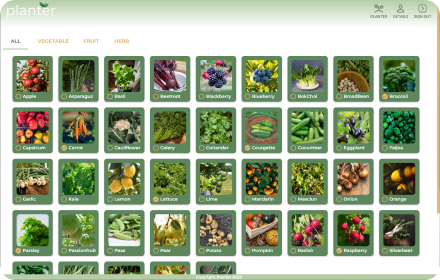 planter
PLANTER DETAILS SIGN OUT
ALL VEGETABLE FRUIT HERB
Apple Asparagus Basil Beetroot Blackberry Blueberry BokChoi BroadBean Broccoli
Capsicum Carrot Cauliflower Celery Coriander Courgette Cucumber Eggplant Feijoa
Garlic Kale Lemon Lettuce Lime Mandarin Mesclun Onion Orange
Parsley Passionfruit Peas Pear Potato Pumpkin Radish Raspberry Silverbeet